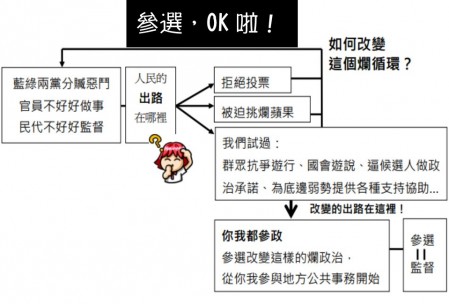 參選，OK 啦！
如何改變
這個爛循環？
藍綠兩黨分贓惡鬥
官員不好好做事
民代不好好監督
人民的
出路
在哪裡
拒絕投票
被迫挑爛蘋果
我們試過：
群眾抗爭遊行、國會遊說、逼候選人做政
治承諾、為底邊弱勢提供各種支持協助...
改變的出路在這裡！
你我都參政
參選改變這樣的爛政治，
從你我參與地方公共事務開始
參選
=
監督